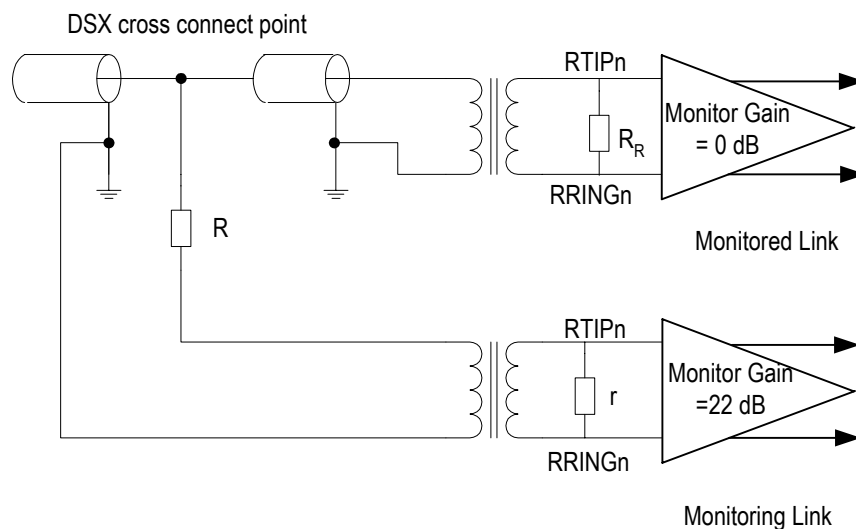 DSX cross connect point
RTIPn
Monitor Gain
= 0 dB
R_R
RRINGn
Monitored Link
R
RTIPn
Monitor Gain
=22 dB
r
RRINGn
Monitoring Link